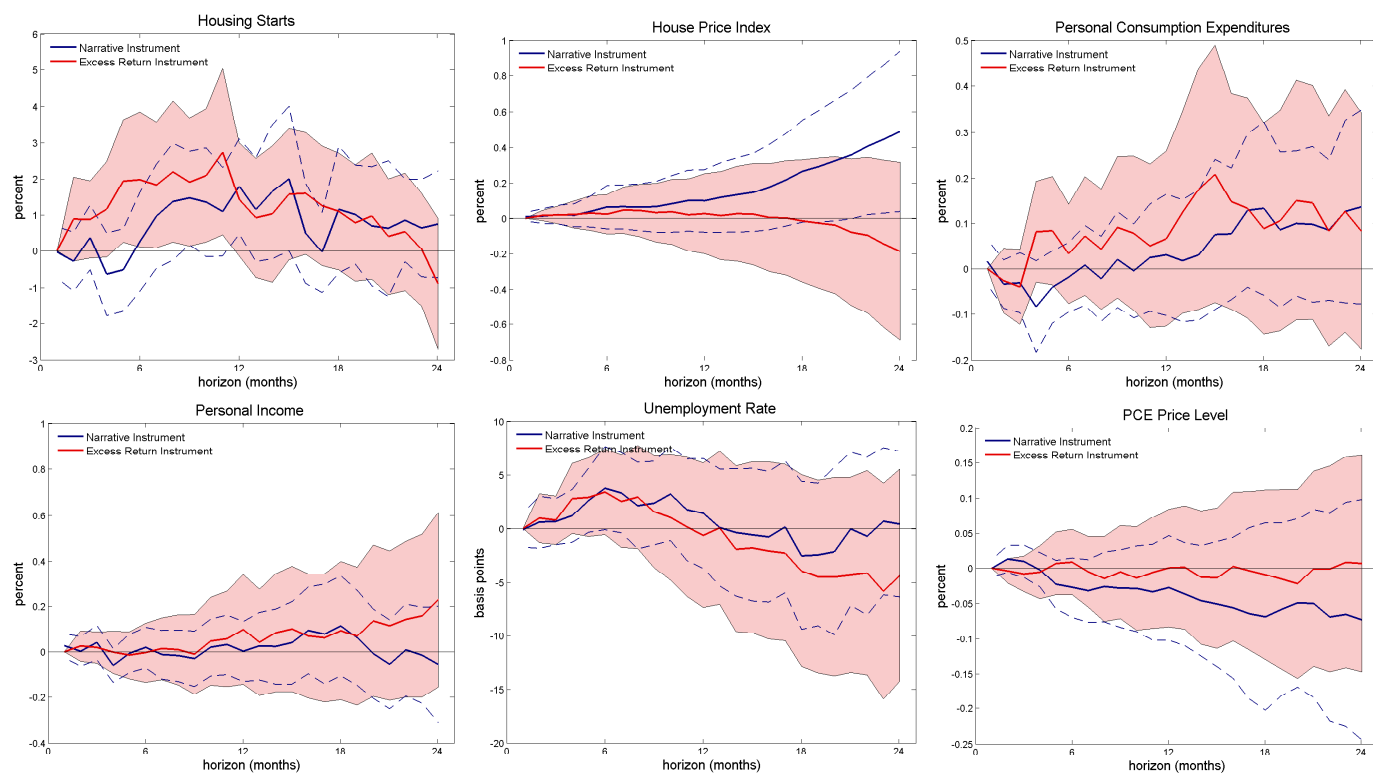 Housing Starts
6
5
4
3
2
1
0
-1
-2
-3
percent
Narrative Instrument
Excess Return Instrument
0 6 12 18 24
horizon (months)
House Price Index
1
0.8
0.6
0.4
0.2
0
-0.2
-0.4
-0.6
-0.8
percent
Narrative Instrument
Excess Return Instrument
0 6 12 18 24
horizon (months)
Personal Consumption Expenditures
0.5
0.4
0.3
0.2
0.1
0
-0.1
-0.2
percent
Narrative Instrument
Excess Return Instrument
0 6 12 18 24
horizon (months)
Personal Income
1
0.8
0.6
0.4
0.2
0
-0.2
-0.4
percent
Narrative Instrument
Excess Return Instrument
0 6 12 18 24
horizon (months)
Unemployment Rate
10
5
0
-5
-10
-15
-20
basis points
Narrative Instrument
Excess Return Instrument
0 6 12 18 24
horizon (months)
PCE Price Level
0.2
0.15
0.1
0.05
0
-0.05
-0.1
-0.15
-0.2
-0.25
percent
Narrative Instrument
Excess Return Instrument
0 6 12 18 24
horizon (months)